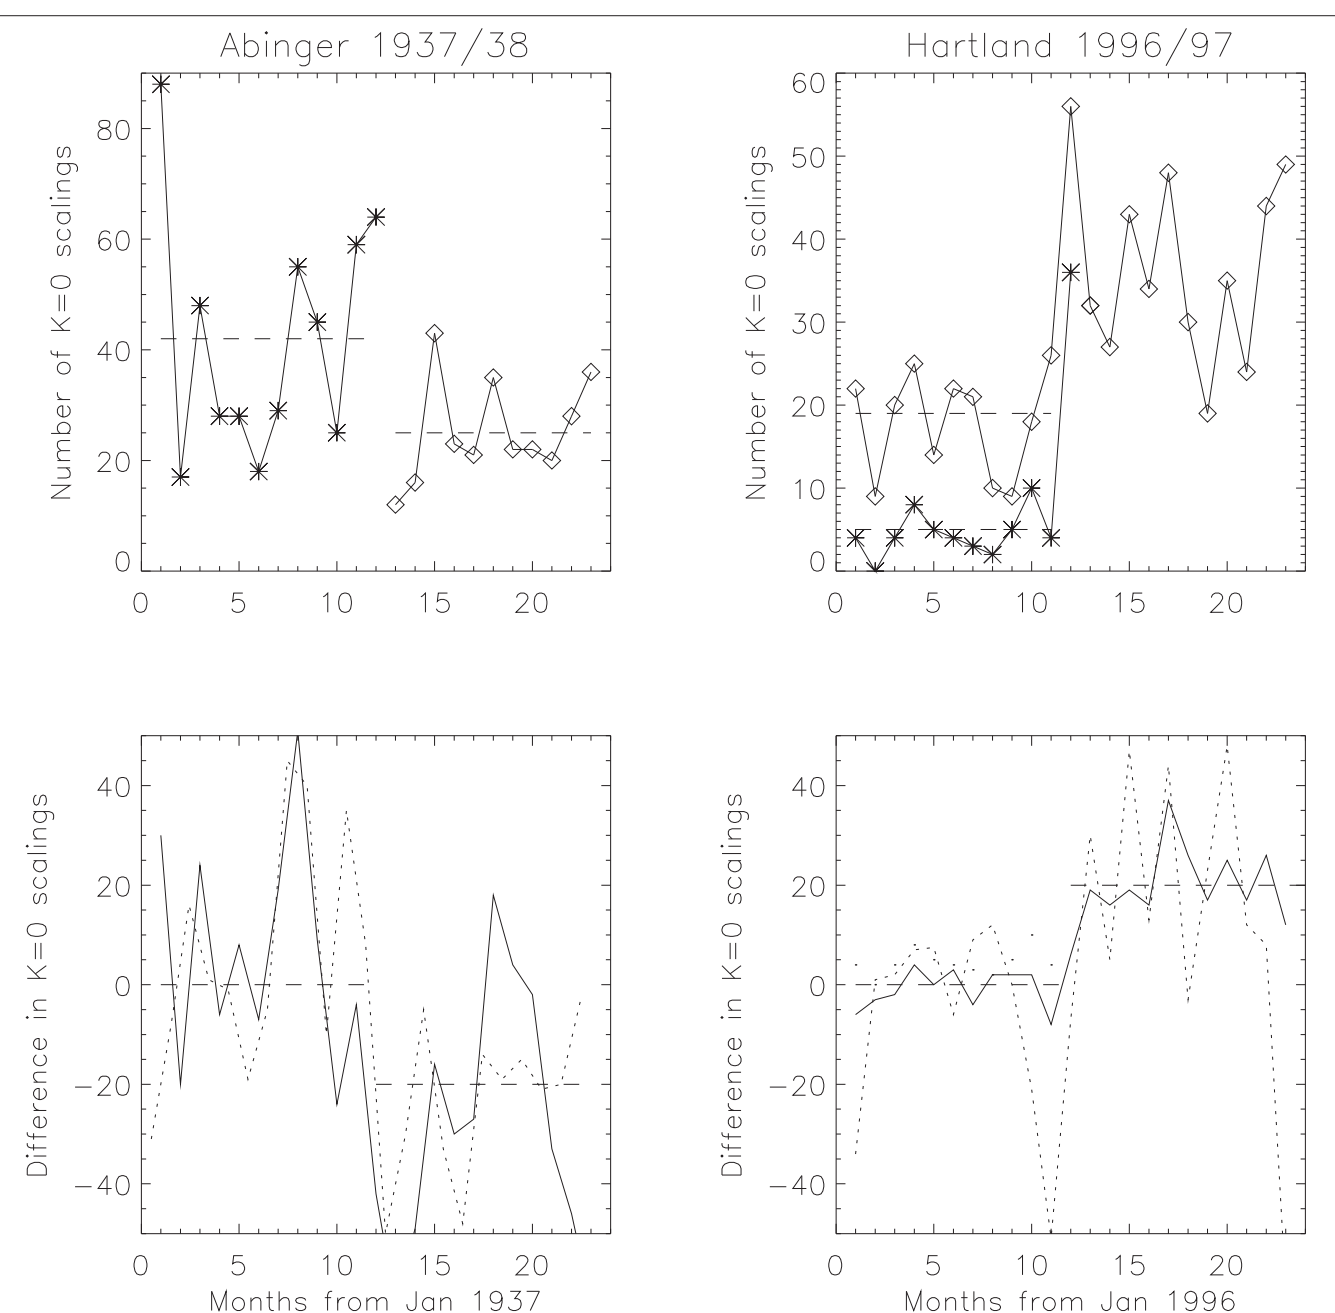 Abinger 1937/38
Number of K=0 scalings
80
60
40
20
0
0 5 10 15 20
Hartland 1996/97
Number of K=0 scalings
60
50
40
30
20
10
0
0 5 10 15 20
Difference in K=0 scalings
40
20
0
−20
−40
0 5 10 15 20
Months from Jan 1937
Difference in K=0 scalings
40
20
0
−20
−40
0 5 10 15 20
Months from Jan 1996